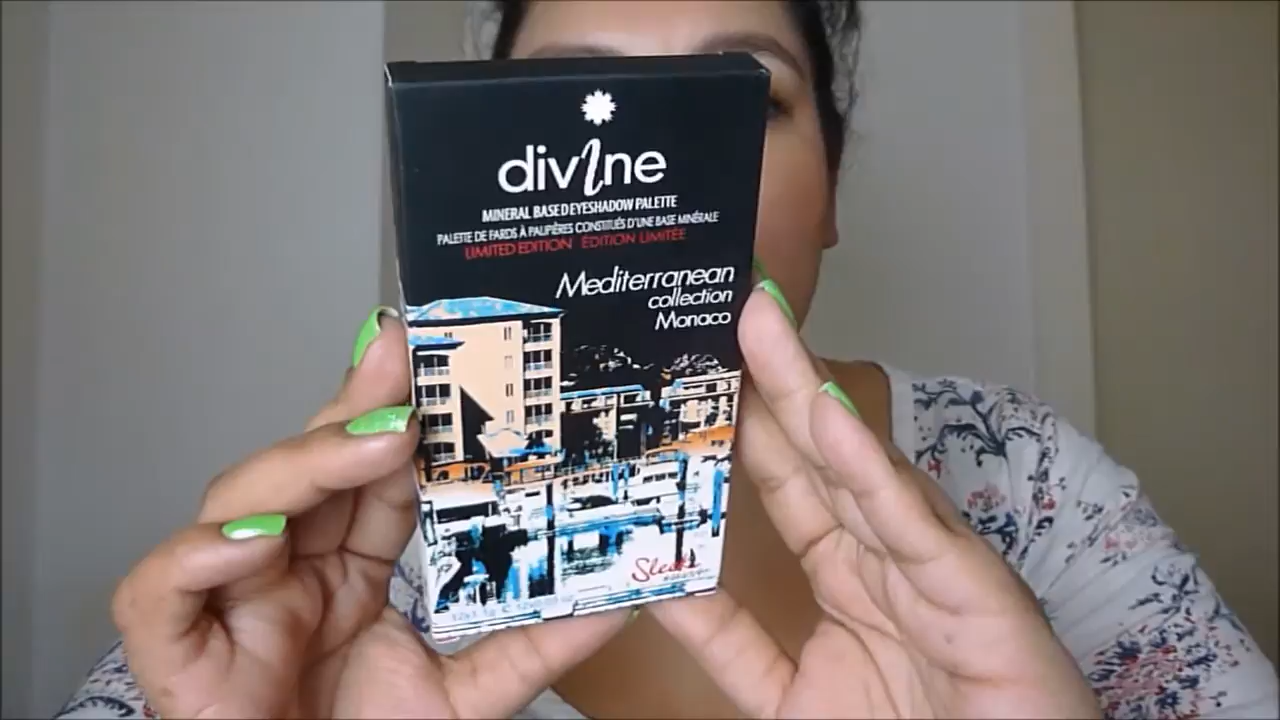 divine
MINERAL BASED EYESHADOW PALETTE
PALETTE DE FARDS À PAUPIÈRES CONSTITUÉS D'UNE BASE MINÉRALE
LIMITED EDITION ÉDITION LIMITÉE
Mediterranean
collection
Monaco
Sleek